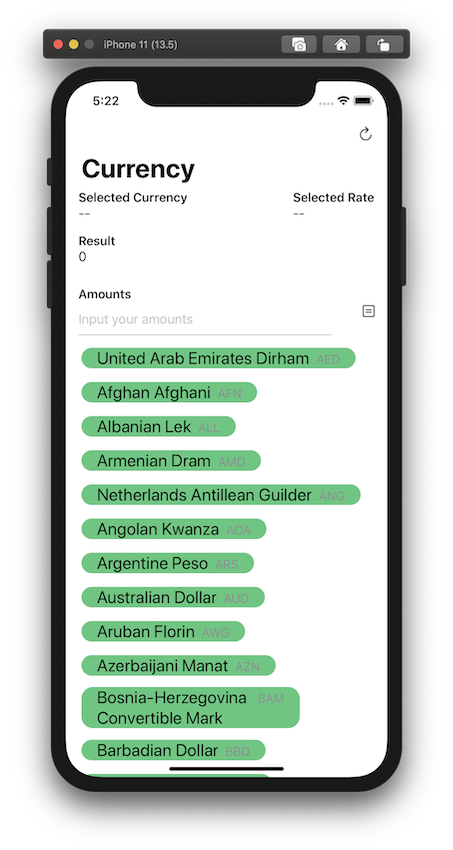 iPhone 11 (13.5)
5:22
Currency
Selected Currency Selected Rate
-- --
Result
0
Amounts
Input your amounts
United Arab Emirates Dirham AED
Afghan Afghani AFN
Albanian Lek ALL
Armenian Dram AMD
Netherlands Antillean Guilder ANG
Angolan Kwanza AOA
Argentine Peso ARS
Australian Dollar AUD
Aruban Florin AWG
Azerbaijani Manat AZN
Bosnia-Herzegovina BAM
Convertible Mark
Barbadian Dollar BBD